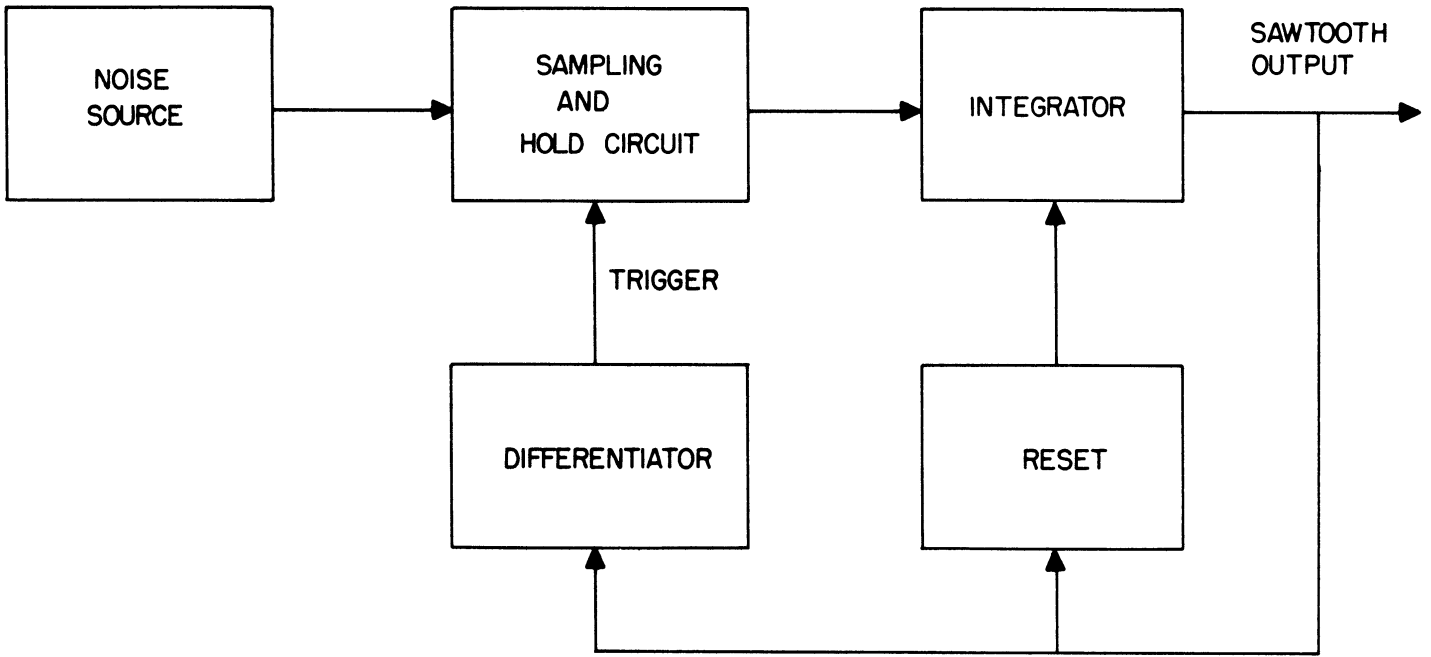 NOISE
SOURCE
SAMPLING
AND
HOLD CIRCUIT
INTEGRATOR
SAWTOOTH
OUTPUT
TRIGGER
DIFFERENTIATOR
RESET